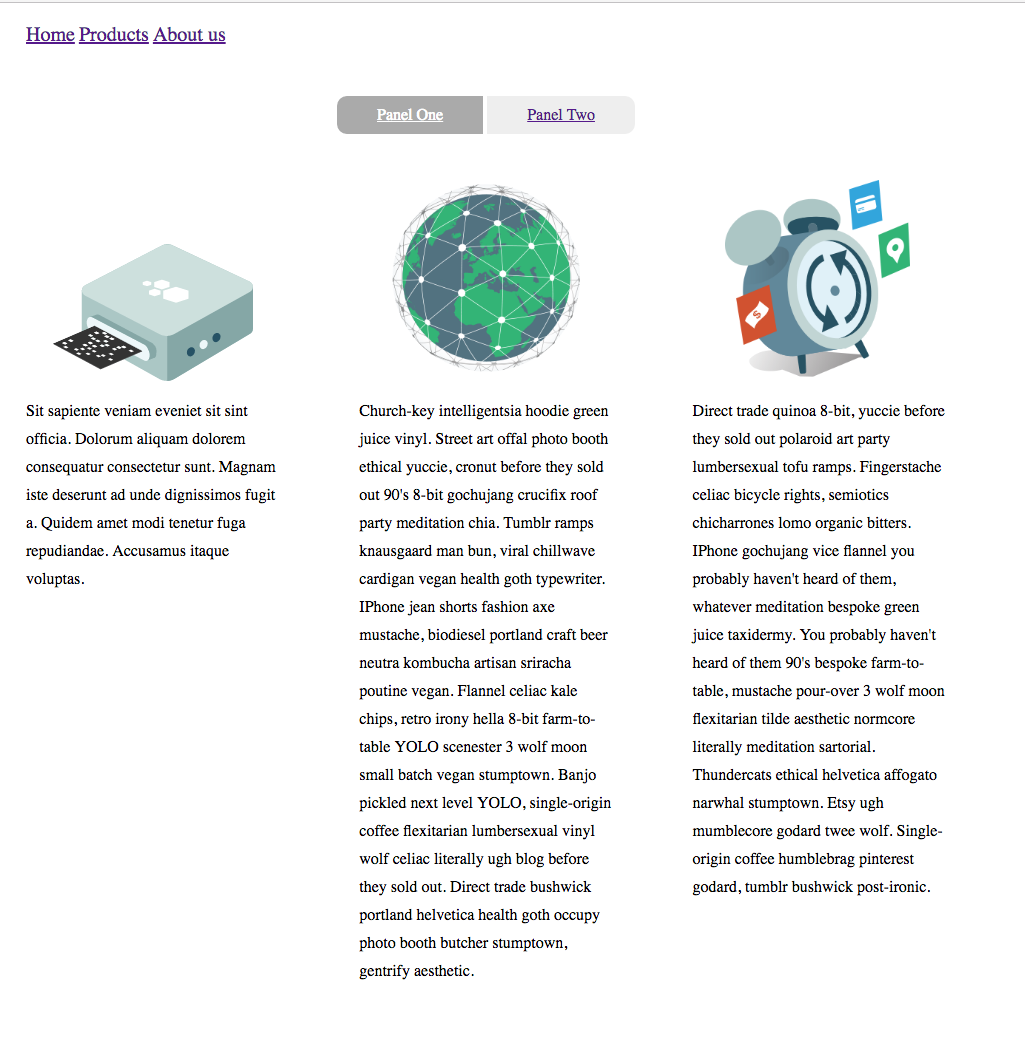 Home Products About us
Panel One Panel Two
Sit sapiente veniam eveniet sit sint
officia. Dolorum aliquam dolorem
consequatur consectetur sunt. Magnam
iste deserunt ad unde dignissimos fugit
a. Quidem amet modi tenetur fuga
repudiandae. Accusamus itaque
voluptas.
Church-key intelligentsia hoodie green
juice vinyl. Street art offal photo booth
ethical yuccie, cronut before they sold
out 90's 8-bit gochujang crucifix roof
party meditation chia. Tumblr ramps
knausgaard man bun, viral chillwave
cardigan vegan health goth typewriter.
IPhone jean shorts fashion axe
mustache, biodiesel portland craft beer
neutra kombucha artisan sriracha
poutine vegan. Flannel celiac kale
chips, retro irony hella 8-bit farm-to-
table YOLO scenester 3 wolf moon
small batch vegan stumptown. Banjo
pickled next level YOLO, single-origin
coffee flexitarian lumbersexual vinyl
wolf celiac literally ugh blog before
they sold out. Direct trade bushwick
portland helvetica health goth occupy
photo booth butcher stumptown,
gentrify aesthetic.
Direct trade quinoa 8-bit, yuccie before
they sold out polaroid art party
lumbersexual tofu ramps. Fingerstache
celiac bicycle rights, semiotics
chicharrones lomo organic bitters.
IPhone gochujang vice flannel you
probably haven't heard of them,
whatever meditation bespoke green
juice taxidermy. You probably haven't
heard of them 90's bespoke farm-to-
table, mustache pour-over 3 wolf moon
flexitarian tilde aesthetic normcore
literally meditation sartorial.
Thundercats ethical helvetica affogato
narwhal stumptown. Etsy ugh
mumblecore godard twee wolf. Single-
origin coffee humblebrag pinterest
godard, tumblr bushwick post-ironic.